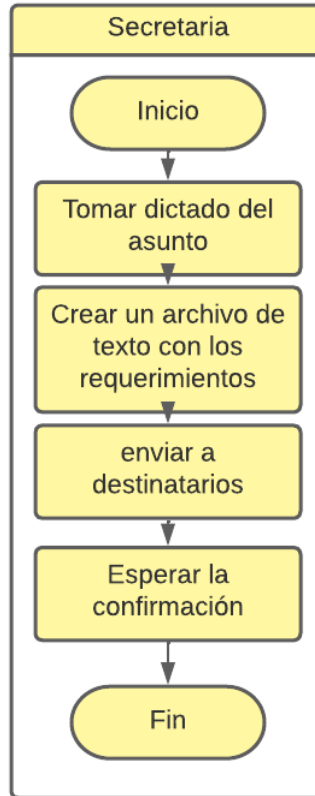 Secretaria
Inicio
Tomar dictado del
asunto
Crear un archivo de
texto con los
requerimientos
enviar a
destinatarios
Esperar la
confirmación
Fin